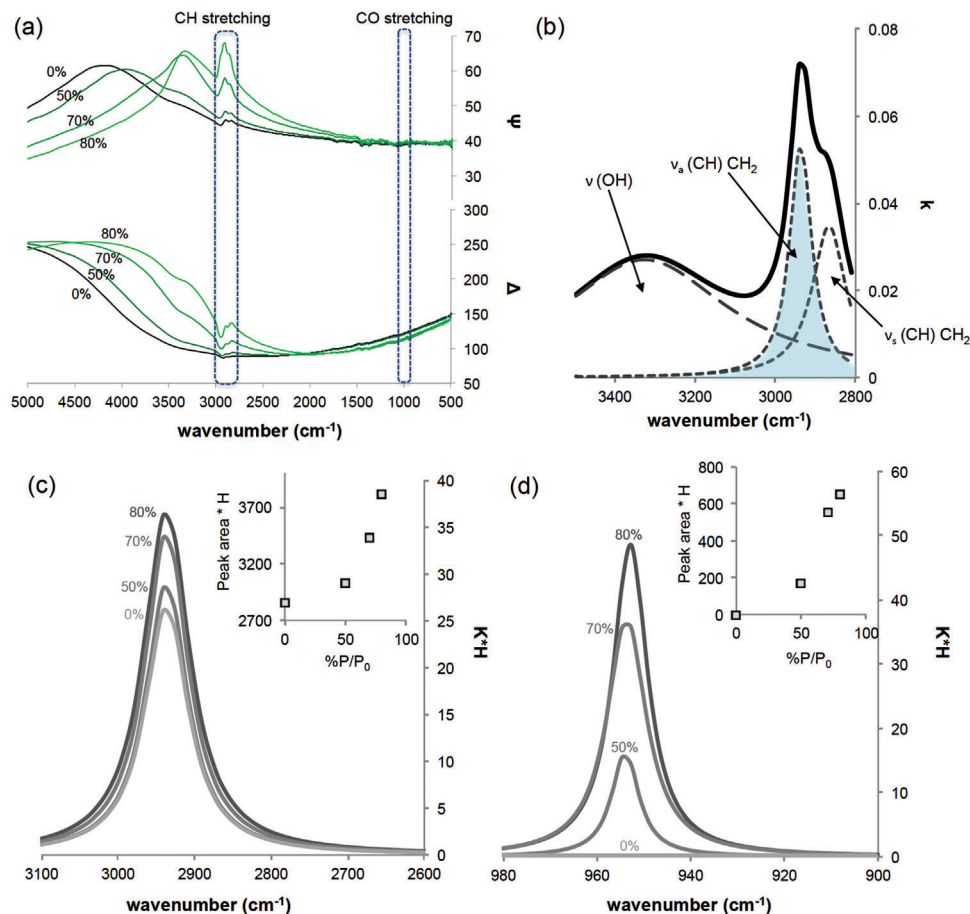 (a)
CH stretching
CO stretching
70
60
50
40
30
Ψ
0%
50%
70%
80%
300
250
200
150
100
50
Δ
80%
70%
50%
0%
5000 4500 4000 3500 3000 2500 2000 1500 1000 500
wavenumber (cm⁻¹)
(b)
0.08
0.06
0.04
0.02
0
k
ν (OH)
νₐ (CH) CH₂
νₛ (CH) CH₂
3400 3200 3000 2800
wavenumber (cm⁻¹)
(c)
40
35
30
25
20
15
10
5
0
K*H
80%
70%
50%
0%
Peak area * H
3700
3200
2700
0 50 100
%P/P₀
3100 3000 2900 2800 2700 2600
wavenumber (cm⁻¹)
(d)
60
50
40
30
20
10
0
K*H
80%
70%
50%
0%
Peak area * H
800
600
400
200
0
0 50 100
%P/P₀
980 960 940 920 900
wavenumber (cm⁻¹)